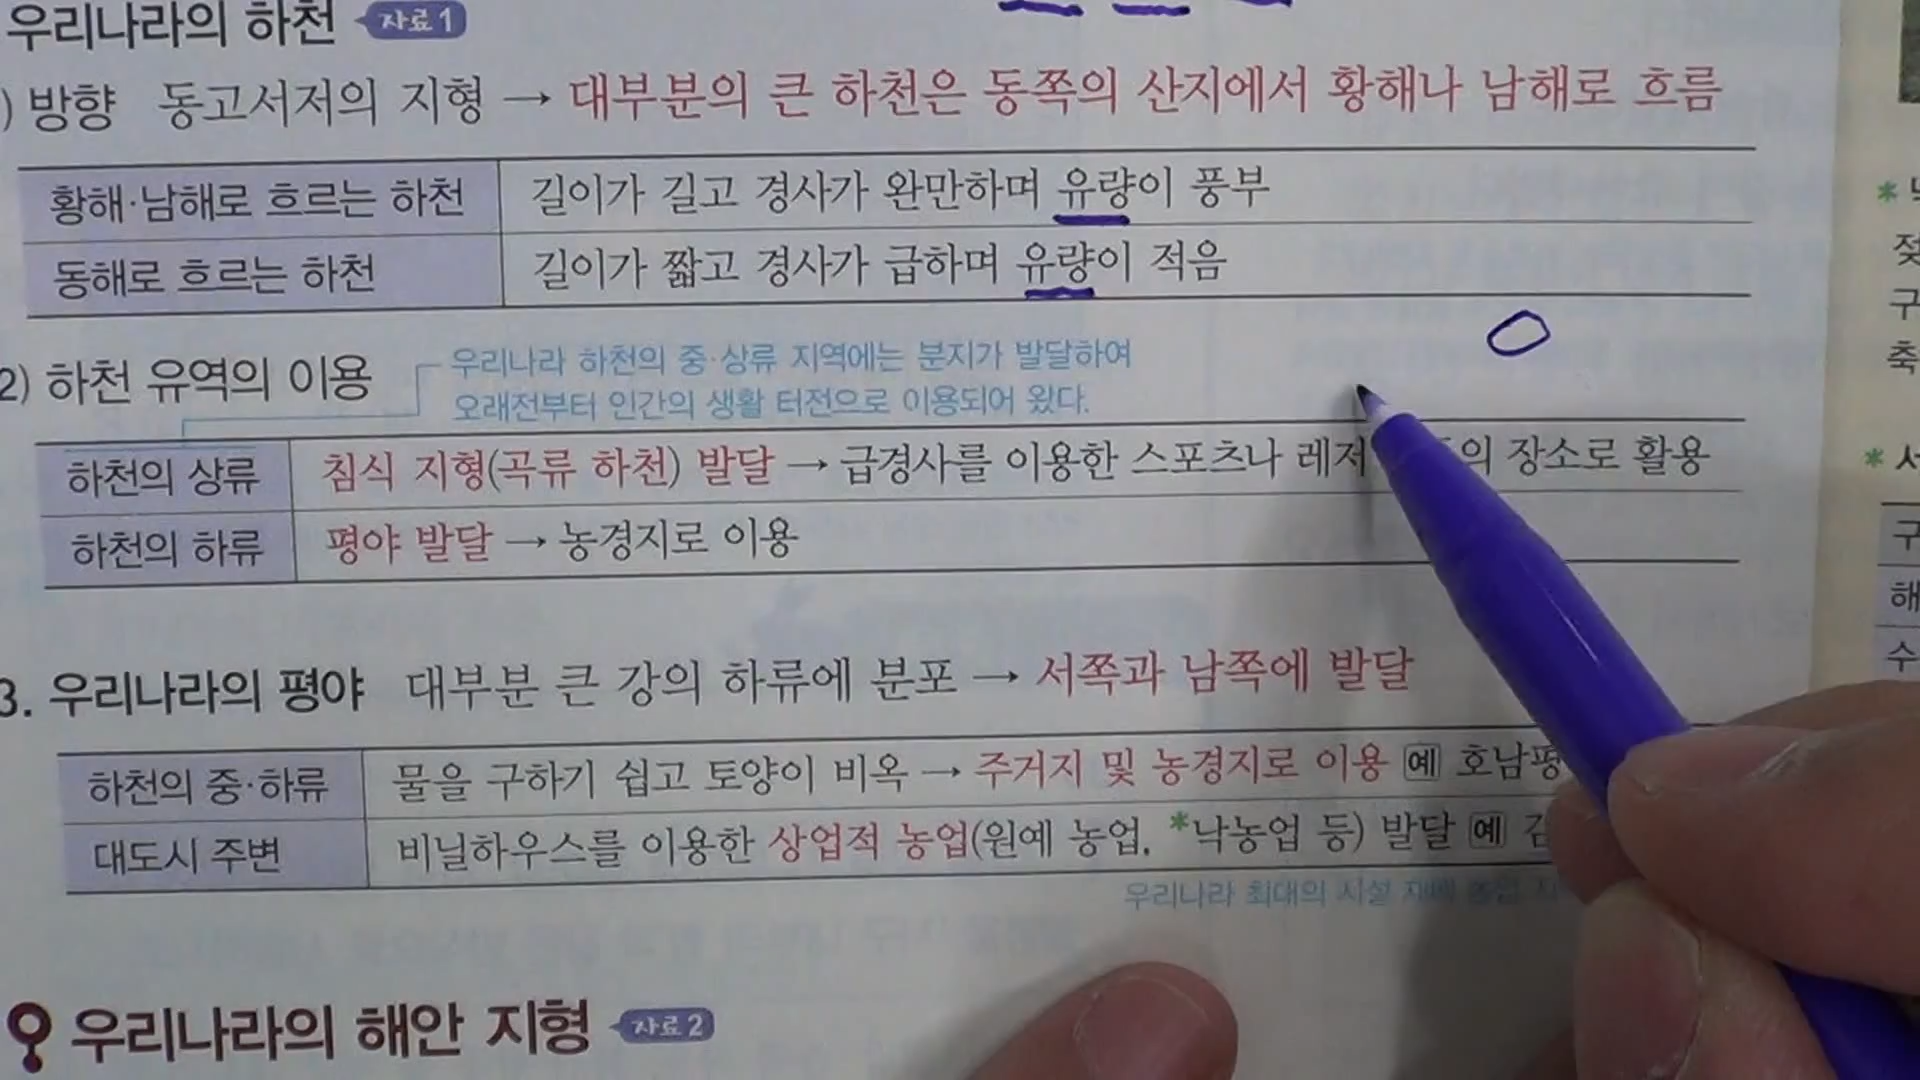 우리나라의 하천 자료 1
) 방향 동고서저의 지형 → 대부분의 큰 하천은 동쪽의 산지에서 황해나 남해로 흐름
황해·남해로 흐르는 하천 길이가 길고 경사가 완만하며 유량이 풍부
동해로 흐르는 하천 길이가 짧고 경사가 급하며 유량이 적음
2) 하천 유역의 이용
우리나라 하천의 중·상류 지역에는 분지가 발달하여
오래전부터 인간의 생활 터전으로 이용되어 왔다.
하천의 상류 침식 지형(곡류 하천) 발달 → 급경사를 이용한 스포츠나 레저 의 장소로 활용
하천의 하류 평야 발달 → 농경지로 이용
3. 우리나라의 평야 대부분 큰 강의 하류에 분포 → 서쪽과 남쪽에 발달
하천의 중·하류 물을 구하기 쉽고 토양이 비옥 → 주거지 및 농경지로 이용 예 호남평
대도시 주변 비닐하우스를 이용한 상업적 농업(원예 농업, *낙농업 등) 발달 예 김
우리나라 최대의 시설 재배 농업 지
우리나라의 해안 지형 자료 2
*
젖
구
축
* 서
구
해
수